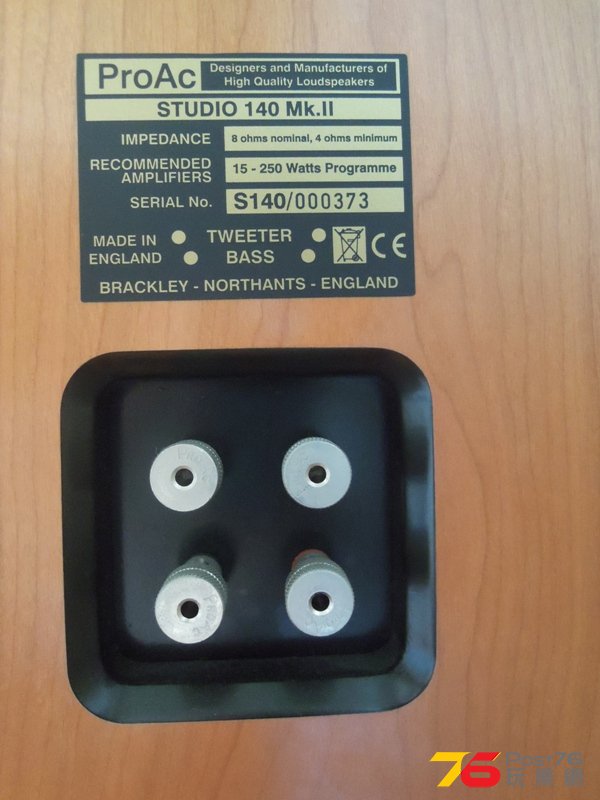 ProAc
Designers and Manufacturers of
High Quality Loudspeakers
STUDIO 140 Mk.II
IMPEDANCE 8 ohms nominal, 4 ohms minimum
RECOMMENDED
AMPLIFIERS 15 - 250 Watts Programme
SERIAL No. S140/000373
MADE IN
ENGLAND
TWEETER
BASS
CE
BRACKLEY - NORTHANTS - ENGLAND
76 Post76
玩樂網